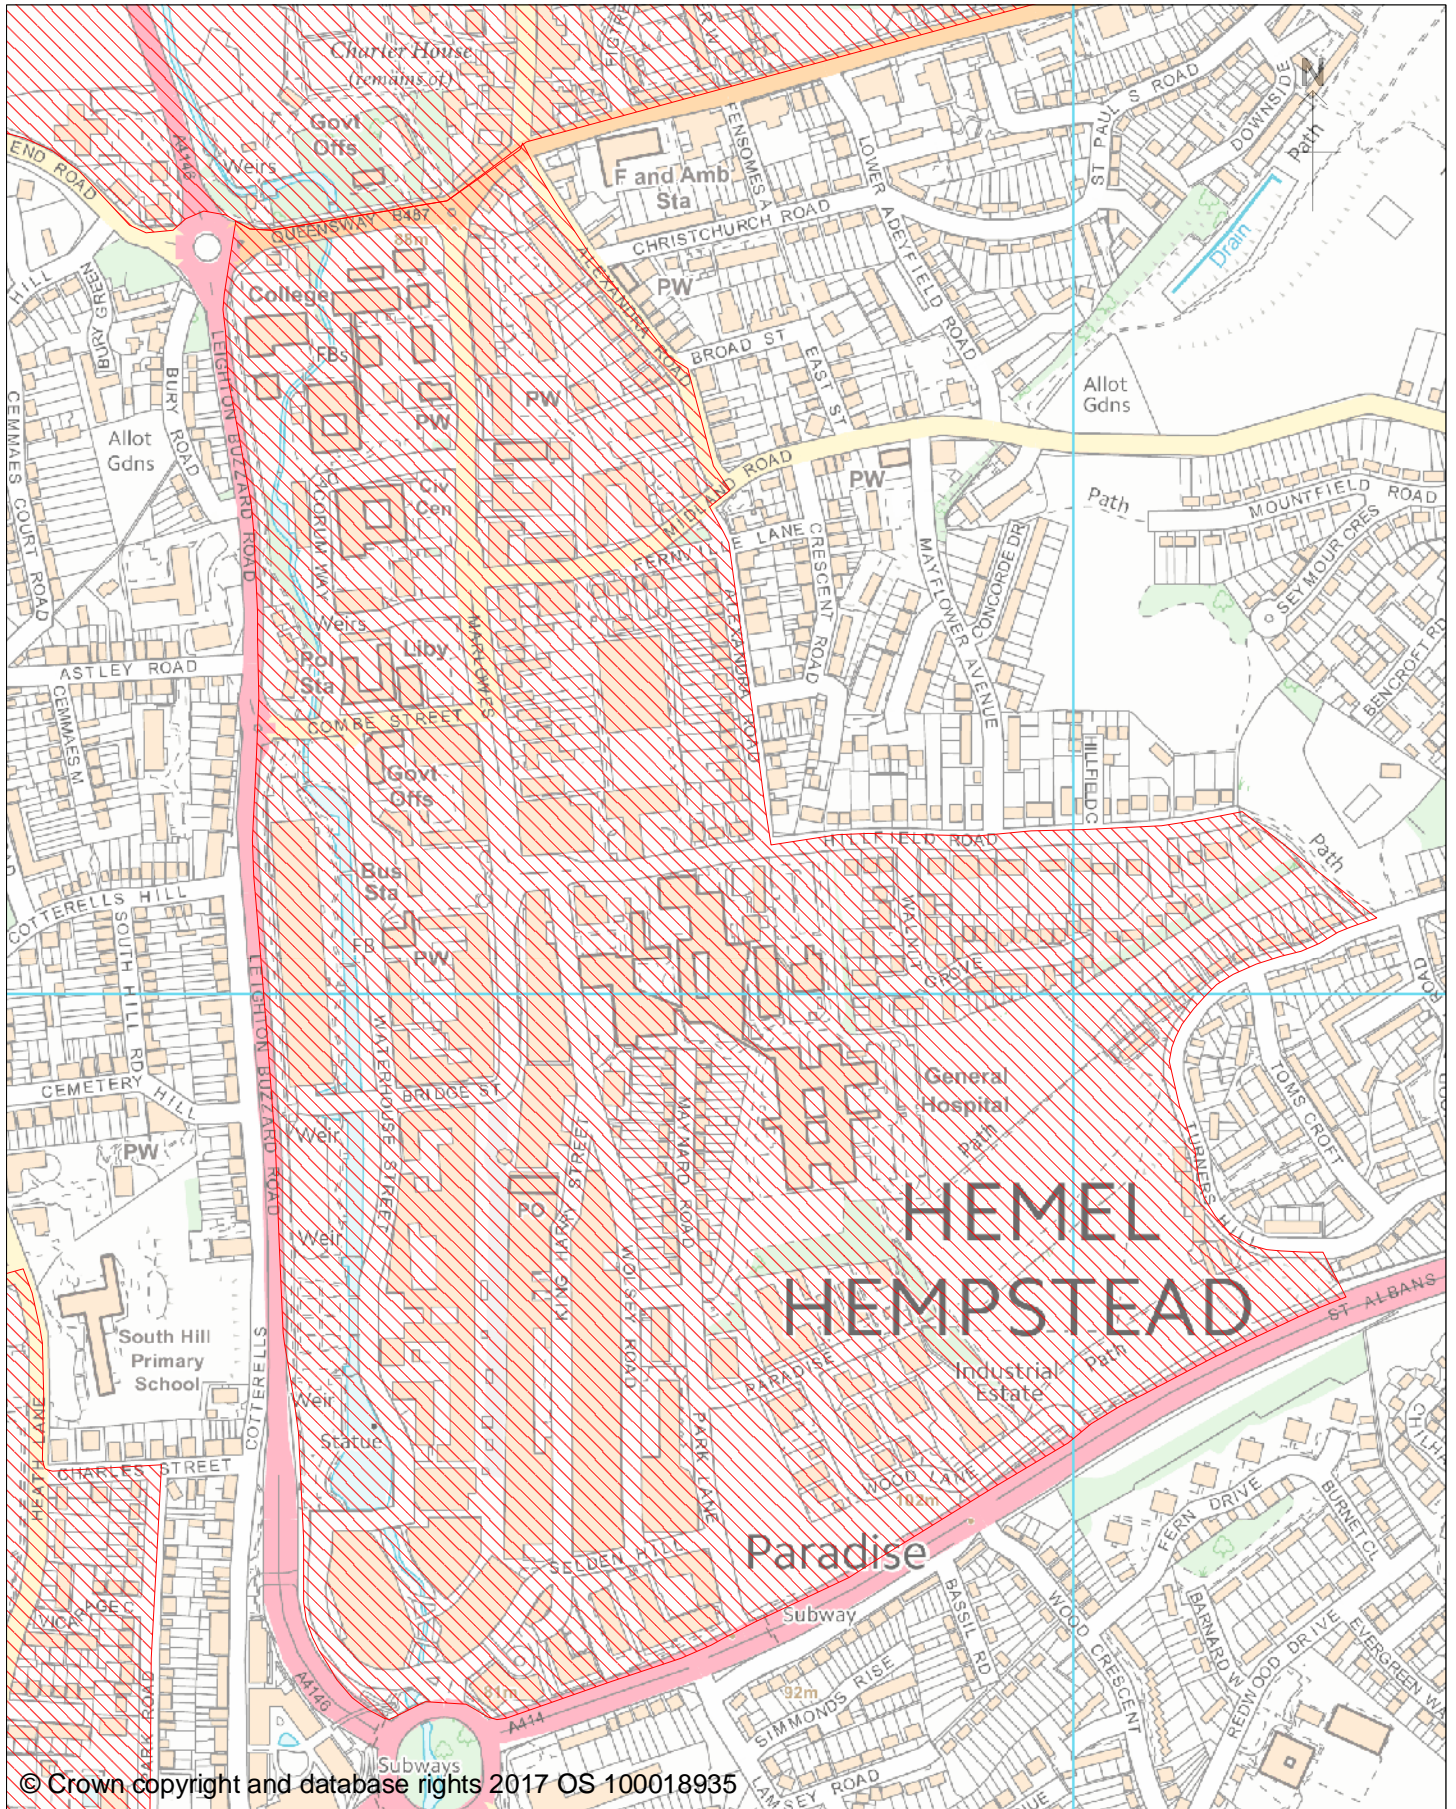 Charter House
(remains of)
FIGTRE
N
Govt
Offs
A4146
Weirs
END ROAD
QUEENSWAY
B487
88m
F and Amb
Sta
FENSOMES A
LOWER
ADEYFIELD
ROAD
ST PAUL'S ROAD
DOWNSIDE
Path
Drain
CHRISTCHURCH ROAD
PW
ALEXANDRA ROAD
BROAD ST
EAST ST
Allot
Gdns
HILL
BURY GREEN
BURY ROAD
College
FBs
PW
PW
LEIGHTON BUZZARD ROAD
Allot
Gdns
GEMMAES COURT ROAD
Civ
Cen
MIDLAND ROAD
PW
Path
MOUNTFIELD ROAD
SEYMOUR CRES
BENCROFT RD
FERNVILLE LANE
CRESCENT ROAD
MAYFLOWER AVENUE
CONCORDE DR
Weirs
Pol
Sta
Liby
MARLOWES
ALEXANDRA ROAD
ASTLEY ROAD
COMBE STREET
Govt
Offs
HILLFIELD C
HILLFIELD ROAD
Path
Bus
Sta
FB
PW
COTTERELLS HILL
SOUTH HILL RD
WALNUT
GROVE
LEIGHTON BUZZARD ROAD
WATERHOUSE STREET
BRIDGE ST
CEMETERY HILL
PW
Weir
MAYNARD ROAD
General
Hospital
Path
TOMS CROFT
TURNERS HILL
ROAD
PO
KING HARRY STREET
WOLSEY ROAD
Weir
HEMEL
HEMPSTEAD
ST ALBANS
South Hill
Primary
School
COTTERELLS
Weir
Statue
PARADISE
Industrial
Estate
Path
PARK LANE
WOOD LANE
102m
HEATH LANE
CHARLES STREET
SELDEN HILL
Paradise
Subway
FERN DRIVE
BURNET CL
BARNARD W
REDWOOD DRIVE
EVERGREEN WA
VICARAGE C
PARK ROAD
BASSIL RD
WOOD CRESCENT
A4146
81m
A414
92m
SIMMONDS RISE
Subways
ROAD
© Crown copyright and database rights 2017 OS 100018935